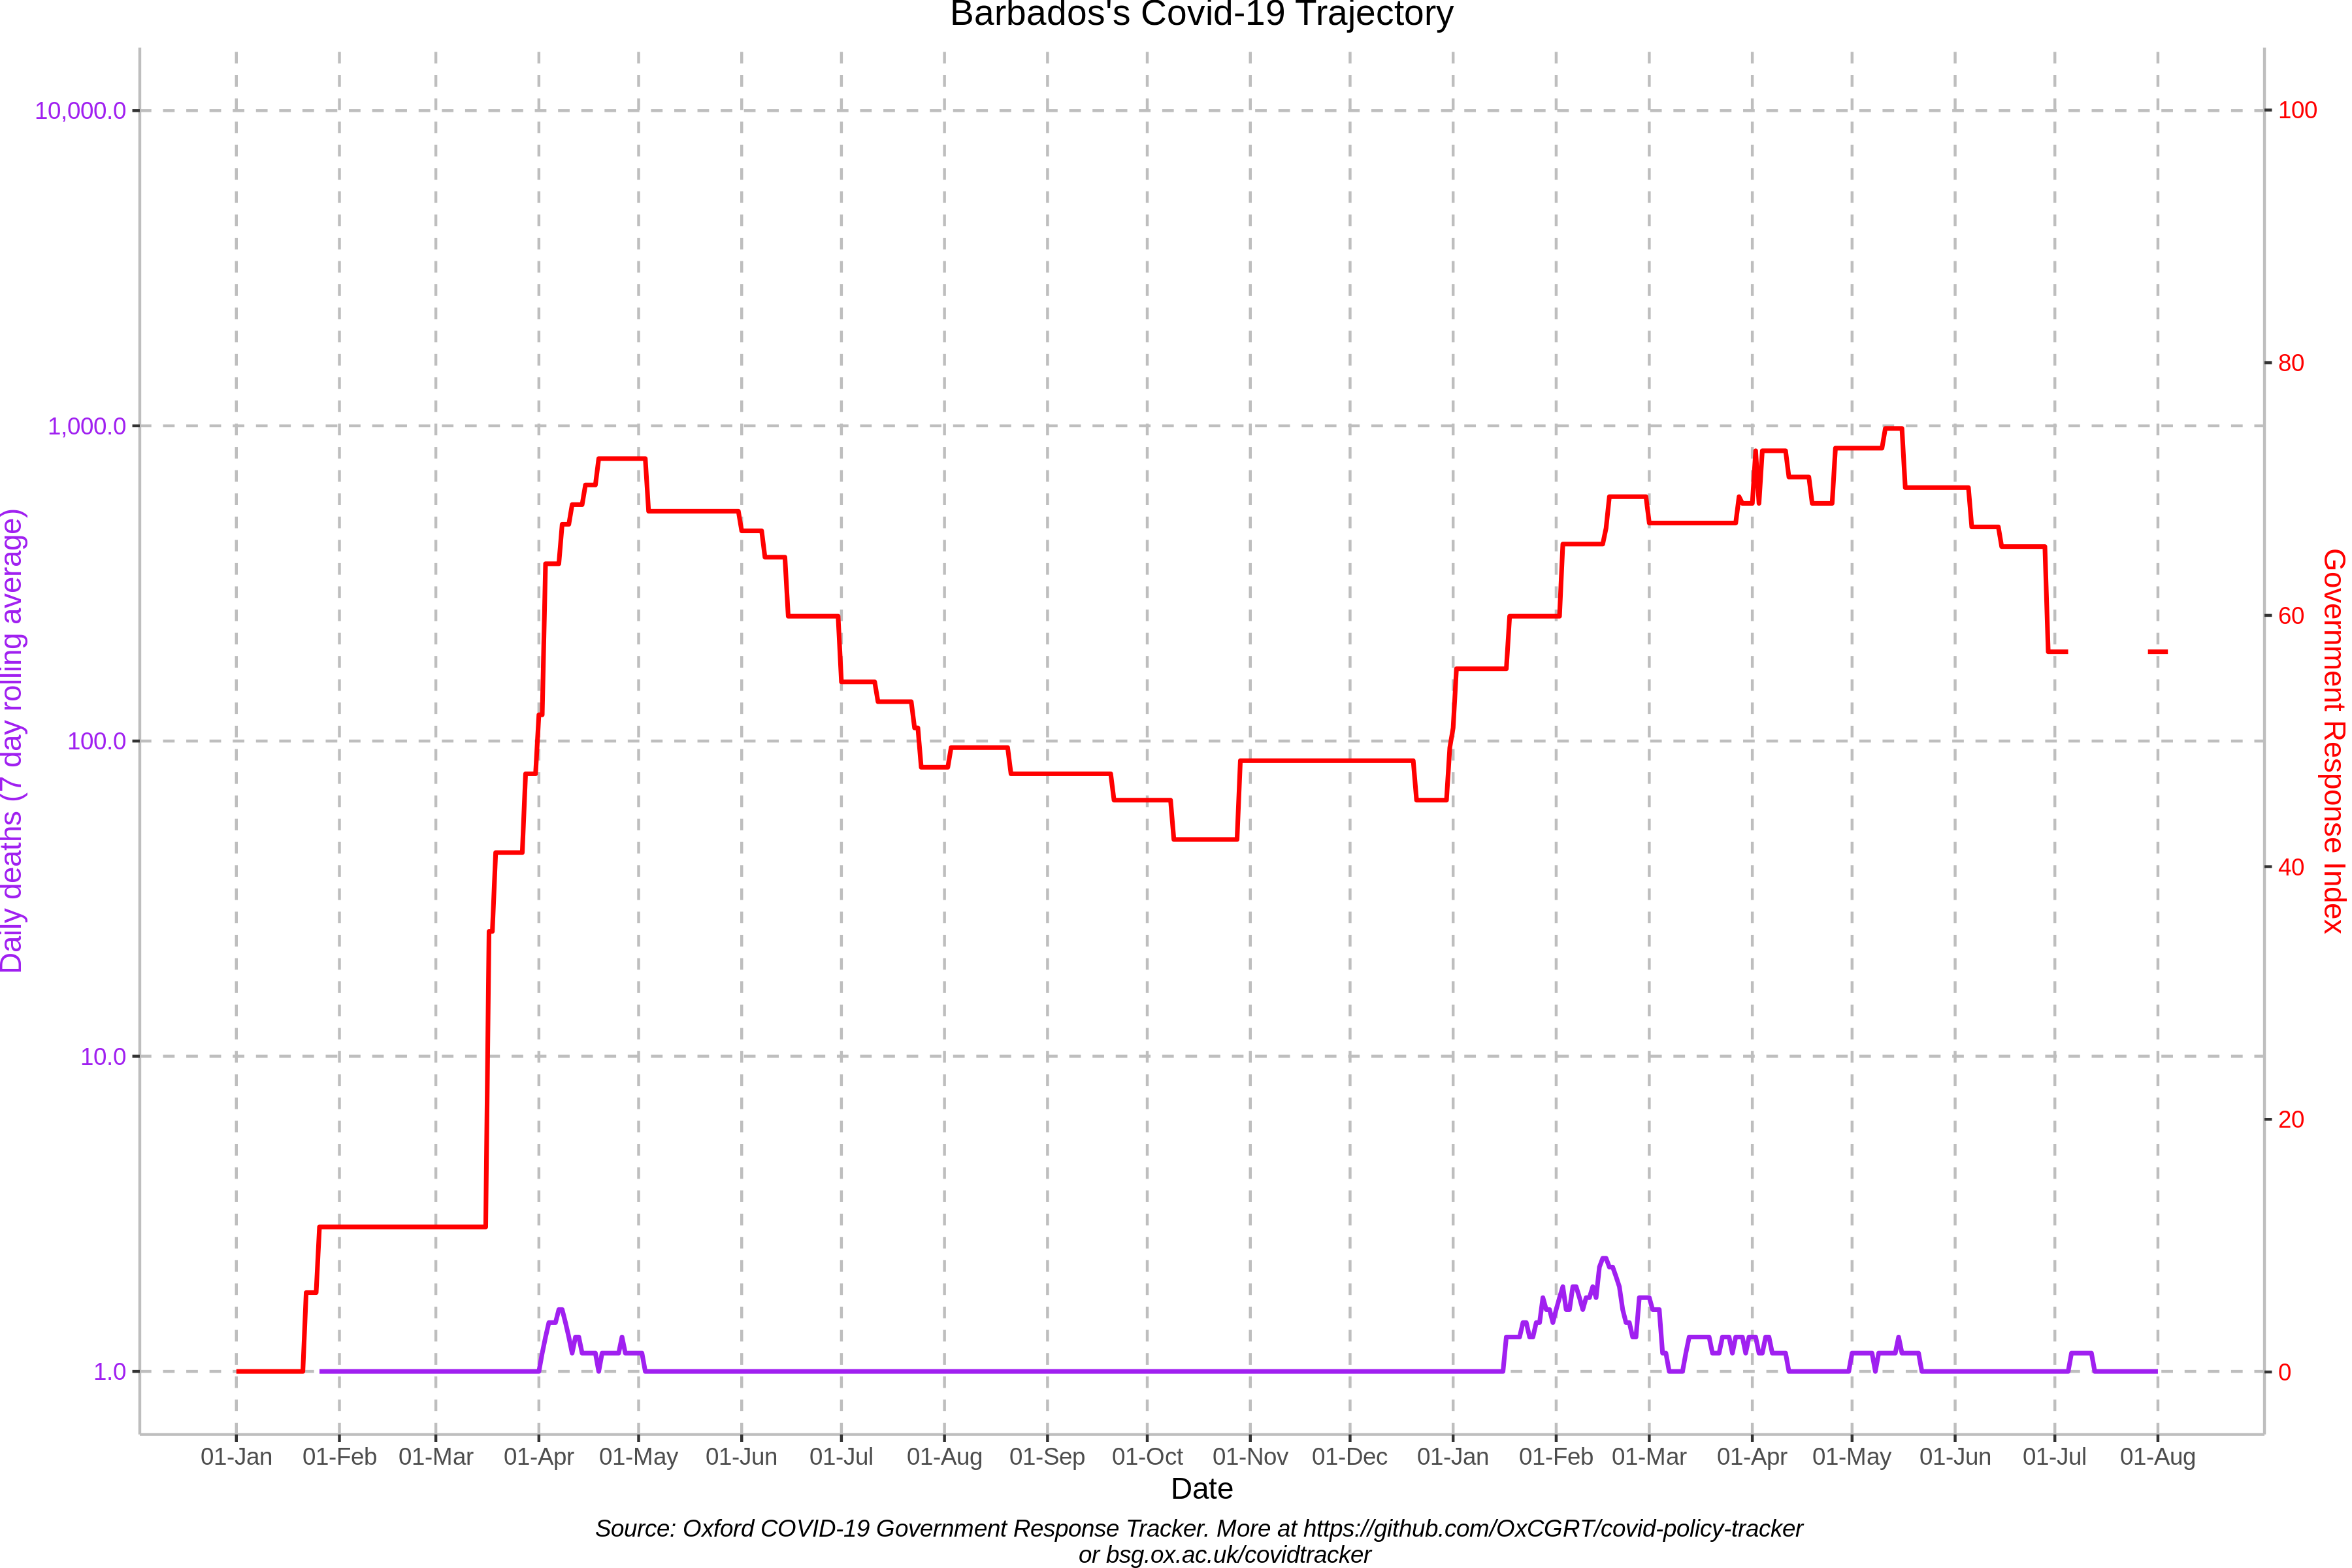 Barbados's Covid-19 Trajectory
10,000.0
1,000.0
100.0
10.0
1.0
Daily deaths (7 day rolling average)
100
80
60
40
20
0
Government Response Index
01-Jan 01-Feb 01-Mar 01-Apr 01-May 01-Jun 01-Jul 01-Aug 01-Sep 01-Oct 01-Nov 01-Dec 01-Jan 01-Feb 01-Mar 01-Apr 01-May 01-Jun 01-Jul 01-Aug
Date
Source: Oxford COVID-19 Government Response Tracker. More at https://github.com/OxCGRT/covid-policy-tracker
or bsg.ox.ac.uk/covidtracker